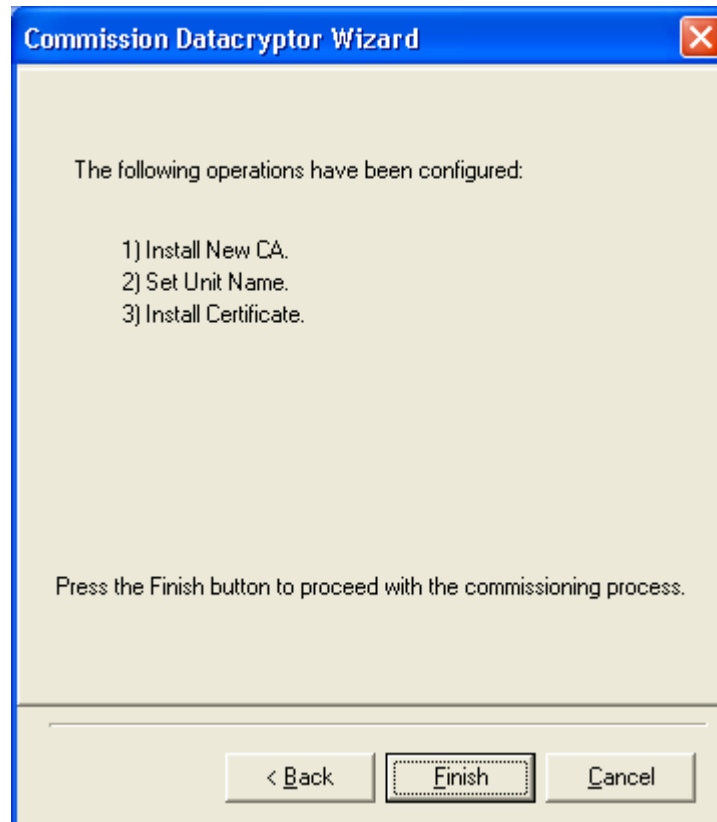 Commission Datacryptor Wizard
The following operations have been configured:
1) Install New CA.
2) Set Unit Name.
3) Install Certificate.
Press the Finish button to proceed with the commissioning process.
< Back
Finish
Cancel